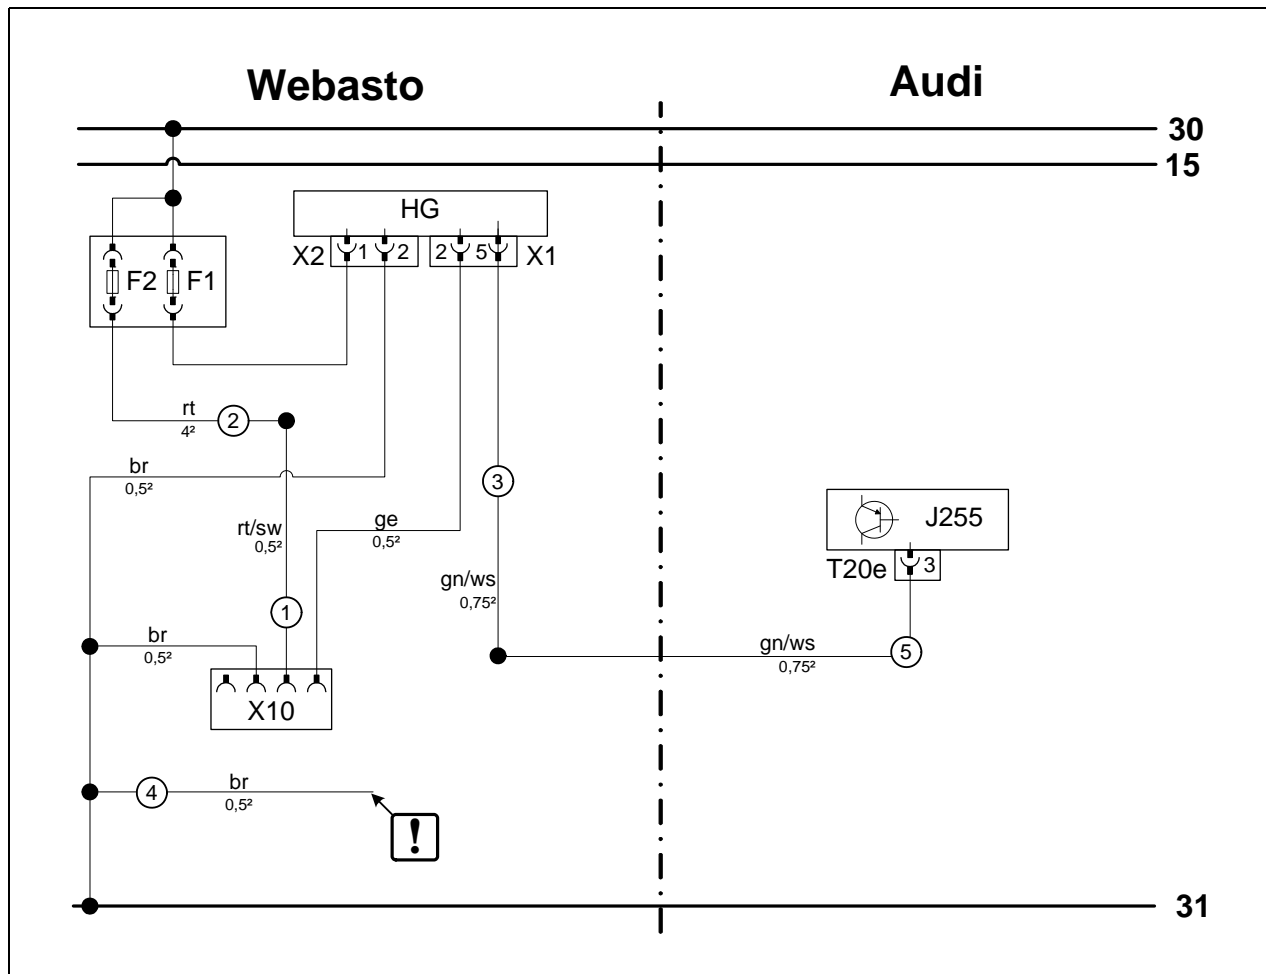 Webasto
Audi
30
15
HG
X2 1 2 2 5 X1
F2 F1
rt
4²
2
br
0,5²
3
rt/sw
0,5²
ge
0,5²
J255
T20e 3
gn/ws
0,75²
1
br
0,5²
gn/ws
0,75²
5
X10
4
br
0,5²
!
31